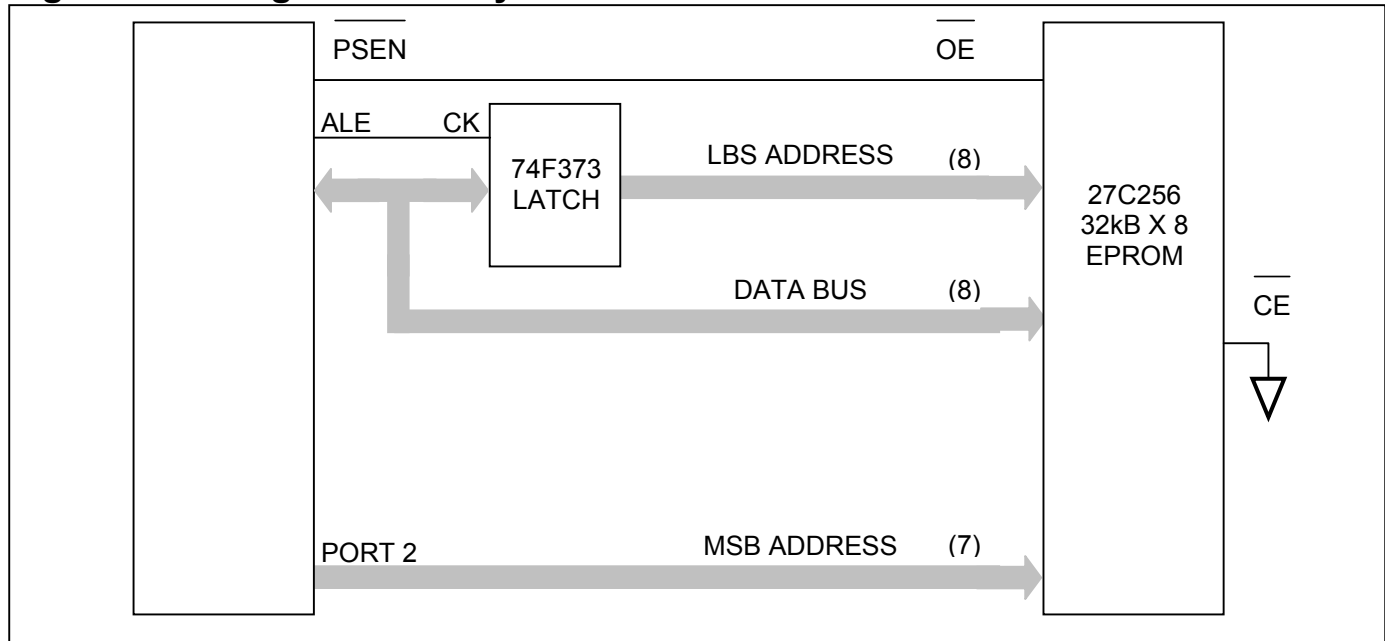 PSEN
OE
ALE
CK
74F373
LATCH
LBS ADDRESS
(8)
27C256
32kB X 8
EPROM
DATA BUS
(8)
CE
PORT 2
MSB ADDRESS
(7)